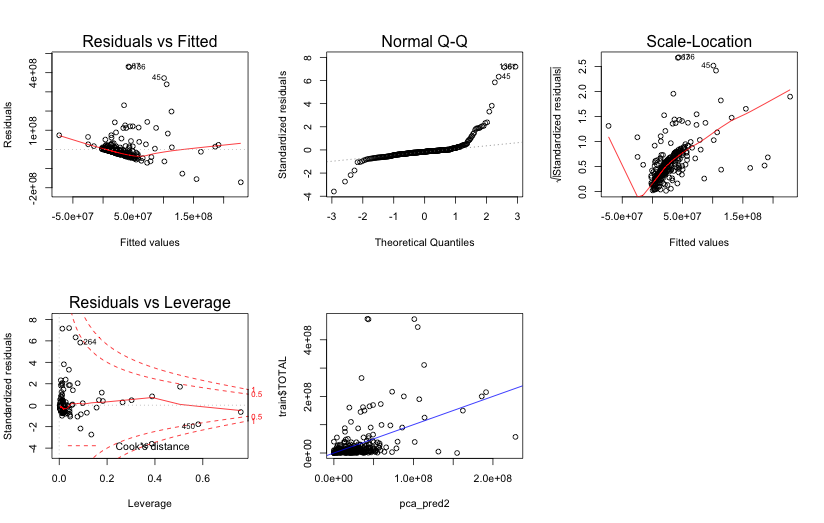 Residuals vs Fitted
Residuals
4e+08
1e+08
-2e+08
45
-5.0e+07 5.0e+07 1.5e+08
Fitted values
Normal Q-Q
Standardized residuals
8
6
4
2
0
-2
-4
45
-3 -2 -1 0 1 2 3
Theoretical Quantiles
Scale-Location
√|Standardized residuals|
2.5
2.0
1.5
1.0
0.5
0.0
45
-5.0e+07 5.0e+07 1.5e+08
Fitted values
Residuals vs Leverage
Standardized residuals
8
6
4
2
0
-2
-4
264
450
1
0.5
0.5
1
Cook's distance
0.0 0.2 0.4 0.6
Leverage
train$TOTAL
4e+08
2e+08
0e+00
0.0e+00 1.0e+08 2.0e+08
pca_pred2